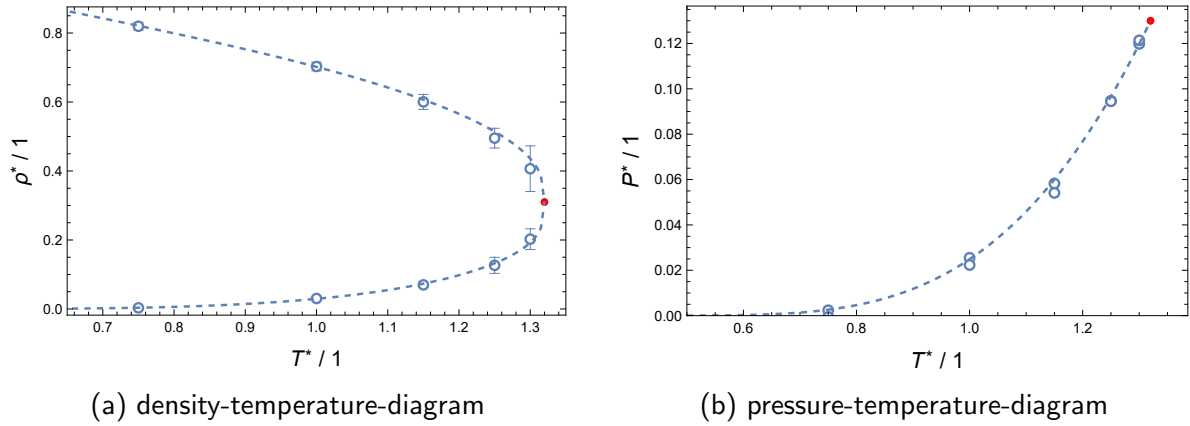 0.8
0.6
0.4
0.2
0.0
ρ* / 1
0.7 0.8 0.9 1.0 1.1 1.2 1.3
T* / 1
(a) density-temperature-diagram
0.12
0.10
0.08
0.06
0.04
0.02
0.00
P* / 1
0.6 0.8 1.0 1.2
T* / 1
(b) pressure-temperature-diagram